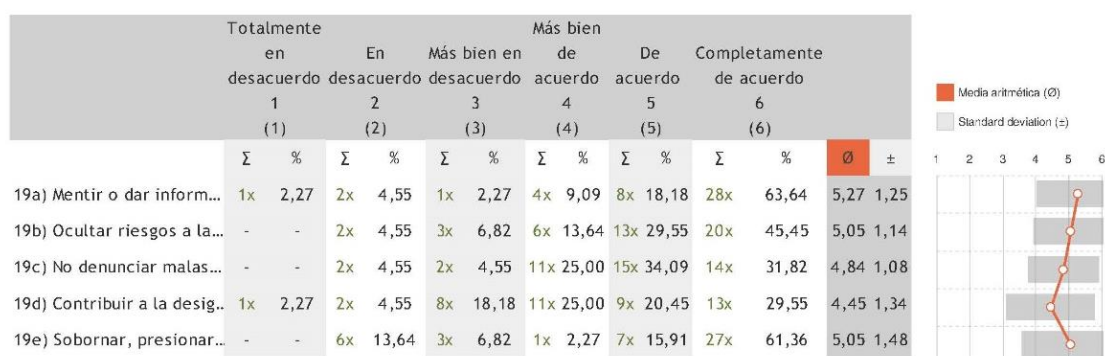 Totalmente Más bien
en En Más bien en de De Completamente
desacuerdo desacuerdo desacuerdo acuerdo acuerdo de acuerdo
1 2 3 4 5 6
(1) (2) (3) (4) (5) (6)
Media aritmética (Ø)
Standard deviation (±)
Σ % Σ % Σ % Σ % Σ % Σ % Ø ±
1 2 3 4 5 6
19a) Mentir o dar inform... 1x 2,27 2x 4,55 1x 2,27 4x 9,09 8x 18,18 28x 63,64 5,27 1,25
19b) Ocultar riesgos a la... - - 2x 4,55 3x 6,82 6x 13,64 13x 29,55 20x 45,45 5,05 1,14
19c) No denunciar malas... - - 2x 4,55 2x 4,55 11x 25,00 15x 34,09 14x 31,82 4,84 1,08
19d) Contribuir a la desig... 1x 2,27 2x 4,55 8x 18,18 11x 25,00 9x 20,45 13x 29,55 4,45 1,34
19e) Sobornar, presionar... - - 6x 13,64 3x 6,82 1x 2,27 7x 15,91 27x 61,36 5,05 1,48